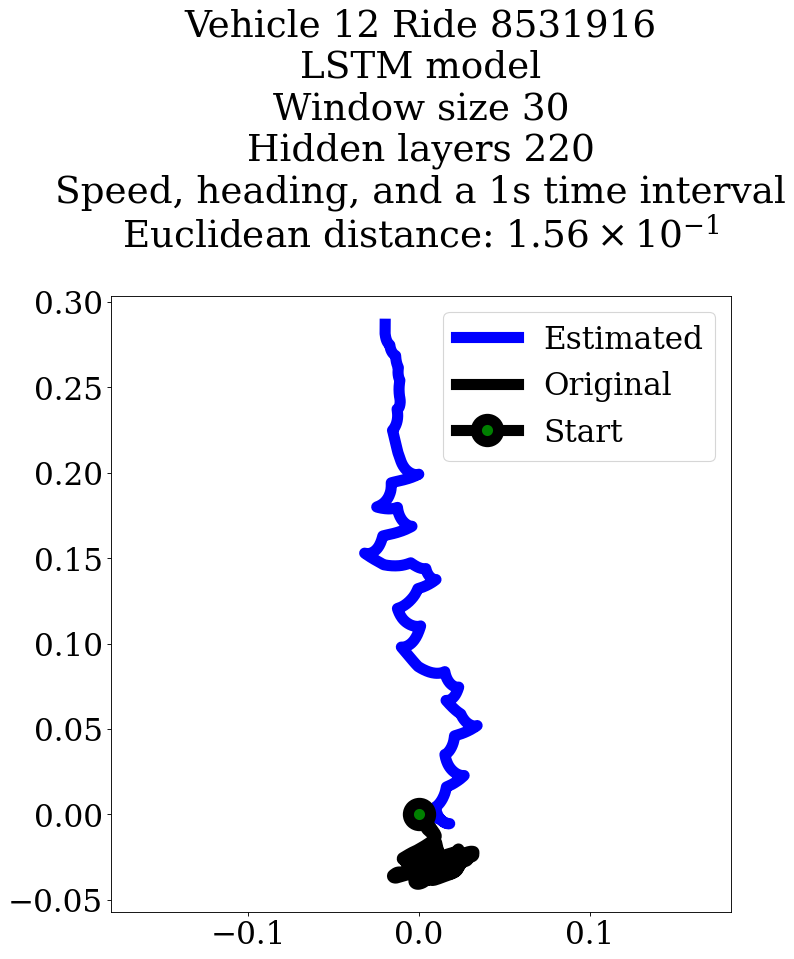 Vehicle 12 Ride 8531916
LSTM model
Window size 30
Hidden layers 220
Speed, heading, and a 1s time interval
Euclidean distance: 1.56 × 10⁻¹
0.30
Estimated
0.25
Original
Start
0.20
0.15
0.10
0.05
0.00
−0.05
−0.1
0.0
0.1